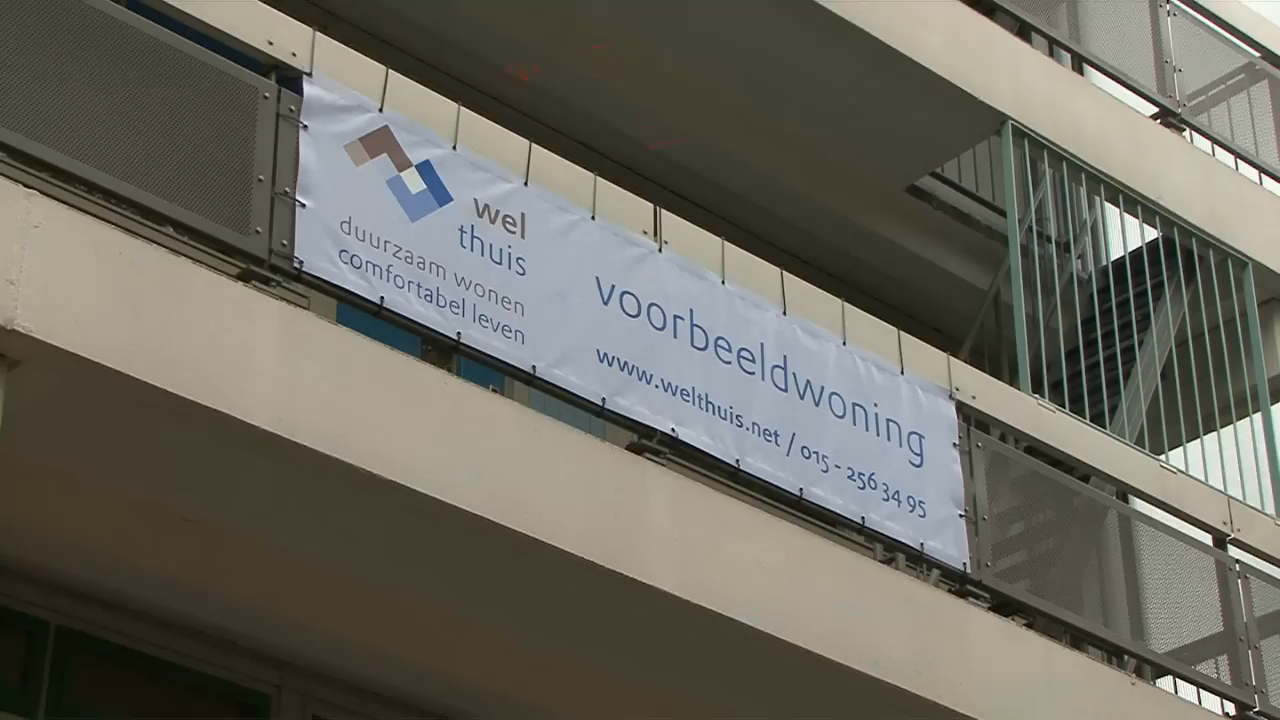 wel
thuis
duurzaam wonen
comfortabel leven
voorbeeldwoning
www.welthuis.net / 015 - 256 34 95